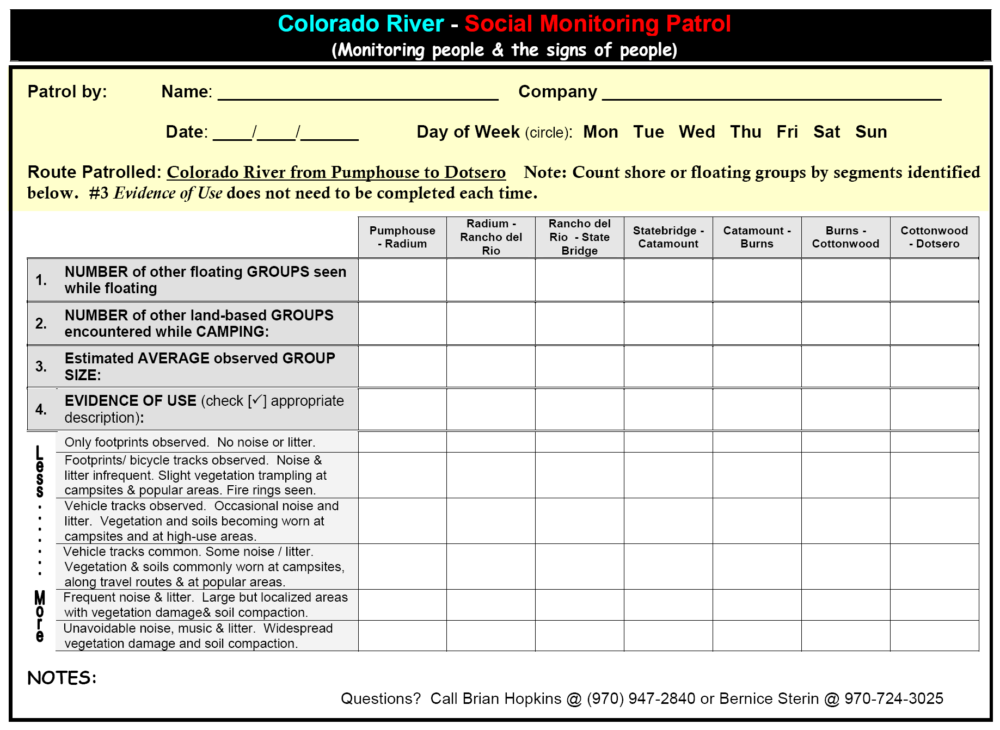 Colorado River - Social Monitoring Patrol
(Monitoring people & the signs of people)
Patrol by: Name: ______________________________ Company ____________________________________
Date: ____/____/______ Day of Week (circle): Mon Tue Wed Thu Fri Sat Sun
Route Patrolled: Colorado River from Pumphouse to Dotsero Note: Count shore or floating groups by segments identified
below. #3 Evidence of Use does not need to be completed each time.
Pumphouse
- Radium
Radium -
Rancho del
Rio
Rancho del
Rio - State
Bridge
Statebridge -
Catamount
Catamount -
Burns
Burns -
Cottonwood
Cottonwood
- Dotsero
1. NUMBER of other floating GROUPS seen
while floating
2. NUMBER of other land-based GROUPS
encountered while CAMPING:
3. Estimated AVERAGE observed GROUP
SIZE:
4. EVIDENCE OF USE (check [✓] appropriate
description):
Less . . . . . . . More
Only footprints observed. No noise or litter.
Footprints/ bicycle tracks observed. Noise &
litter infrequent. Slight vegetation trampling at
campsites & popular areas. Fire rings seen.
Vehicle tracks observed. Occasional noise and
litter. Vegetation and soils becoming worn at
campsites and at high-use areas.
Vehicle tracks common. Some noise / litter.
Vegetation & soils commonly worn at campsites,
along travel routes & at popular areas.
Frequent noise & litter. Large but localized areas
with vegetation damage& soil compaction.
Unavoidable noise, music & litter. Widespread
vegetation damage and soil compaction.
NOTES:
Questions? Call Brian Hopkins @ (970) 947-2840 or Bernice Sterin @ 970-724-3025